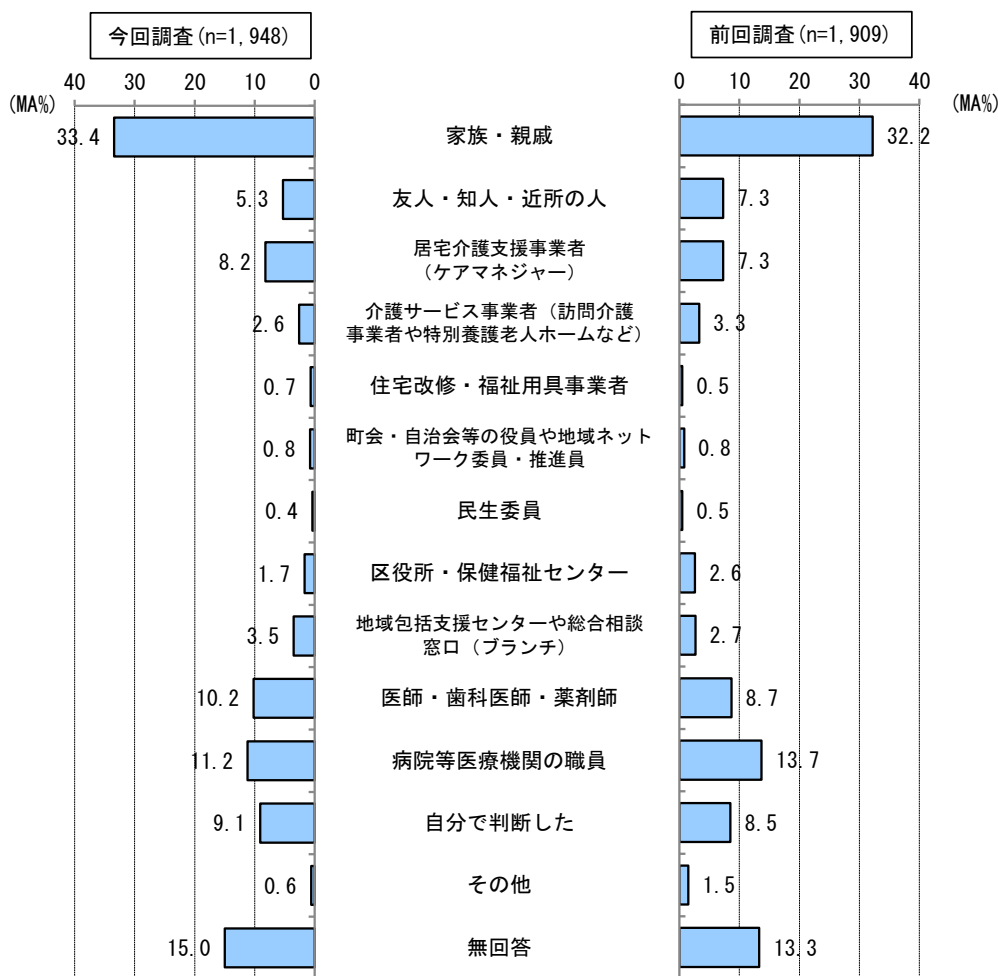 今回調査(n=1,948)
前回調査(n=1,909)
40 30 20 10 0
0 10 20 30 40
(MA%)
(MA%)
33.4 家族・親戚 32.2
5.3 友人・知人・近所の人 7.3
居宅介護支援事業者
8.2 7.3
（ケアマネジャー）
介護サービス事業者（訪問介護
2.6 3.3
事業者や特別養護老人ホームなど）
0.7 住宅改修・福祉用具事業者 0.5
町会・自治会等の役員や地域ネット
0.8 0.8
ワーク委員・推進員
0.4 民生委員 0.5
1.7 区役所・保健福祉センター 2.6
地域包括支援センターや総合相談
3.5 2.7
窓口（ブランチ）
10.2 医師・歯科医師・薬剤師 8.7
11.2 病院等医療機関の職員 13.7
9.1 自分で判断した 8.5
0.6 その他 1.5
15.0 無回答 13.3